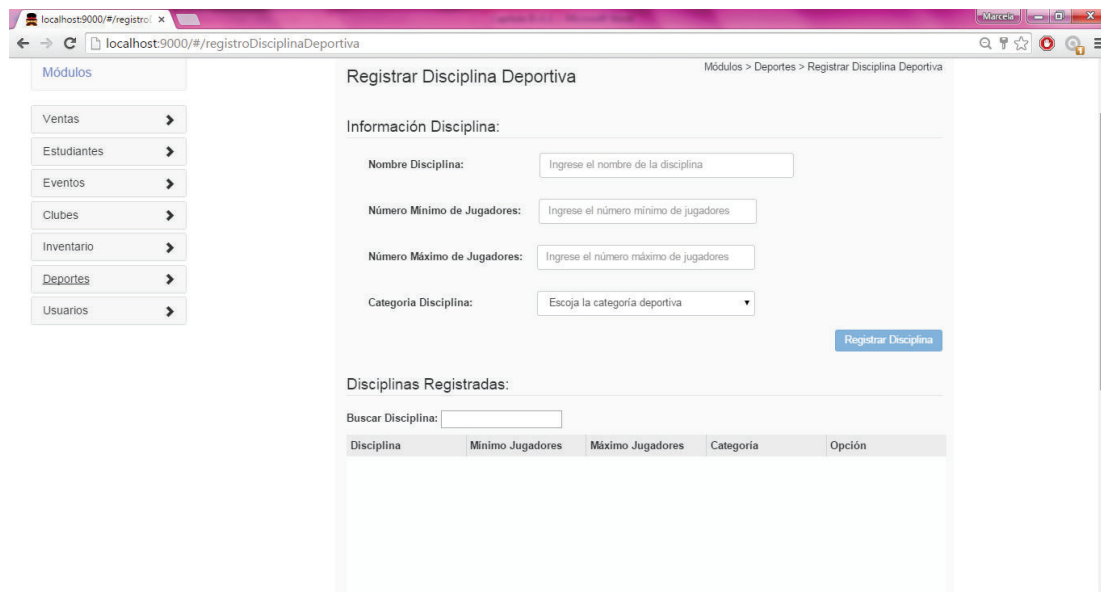 localhost:9000/#/registroD
Marcela
localhost:9000/#/registroDisciplinaDeportiva
Módulos
Ventas
Estudiantes
Eventos
Clubes
Inventario
Deportes
Usuarios
Registrar Disciplina Deportiva
Módulos > Deportes > Registrar Disciplina Deportiva
Información Disciplina:
Nombre Disciplina: Ingrese el nombre de la disciplina
Número Mínimo de Jugadores: Ingrese el número mínimo de jugadores
Número Máximo de Jugadores: Ingrese el número máximo de jugadores
Categoria Disciplina: Escoja la categoría deportiva
Registrar Disciplina
Disciplinas Registradas:
Buscar Disciplina:
Disciplina Mínimo Jugadores Máximo Jugadores Categoría Opción